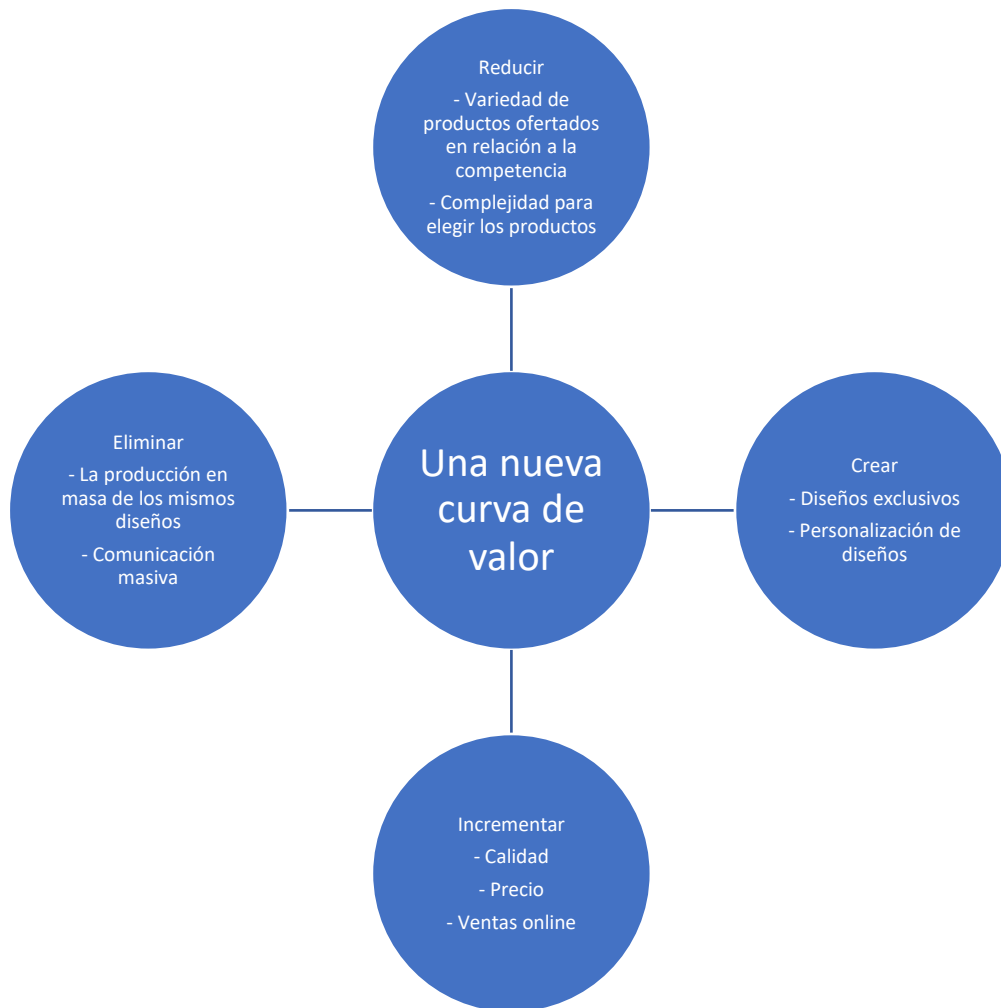 Reducir
- Variedad de
productos ofertados
en relación a la
competencia
- Complejidad para
elegir los productos
Eliminar
- La producción en
masa de los mismos
diseños
- Comunicación
masiva
Una nueva
curva de
valor
Crear
- Diseños exclusivos
- Personalización de
diseños
Incrementar
- Calidad
- Precio
- Ventas online